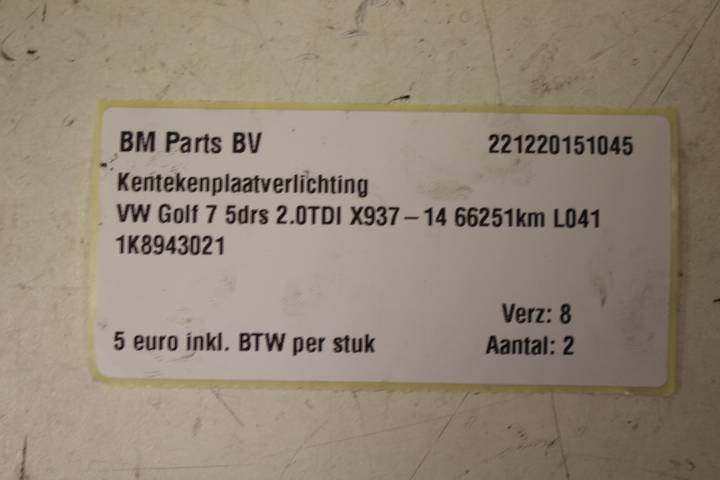 BM Parts BV 221220151045
Kentekenplaatverlichting
VW Golf 7 5drs 2.0TDI X937-14 66251km L041
1K8943021
Verz: 8
5 euro inkl. BTW per stuk Aantal: 2